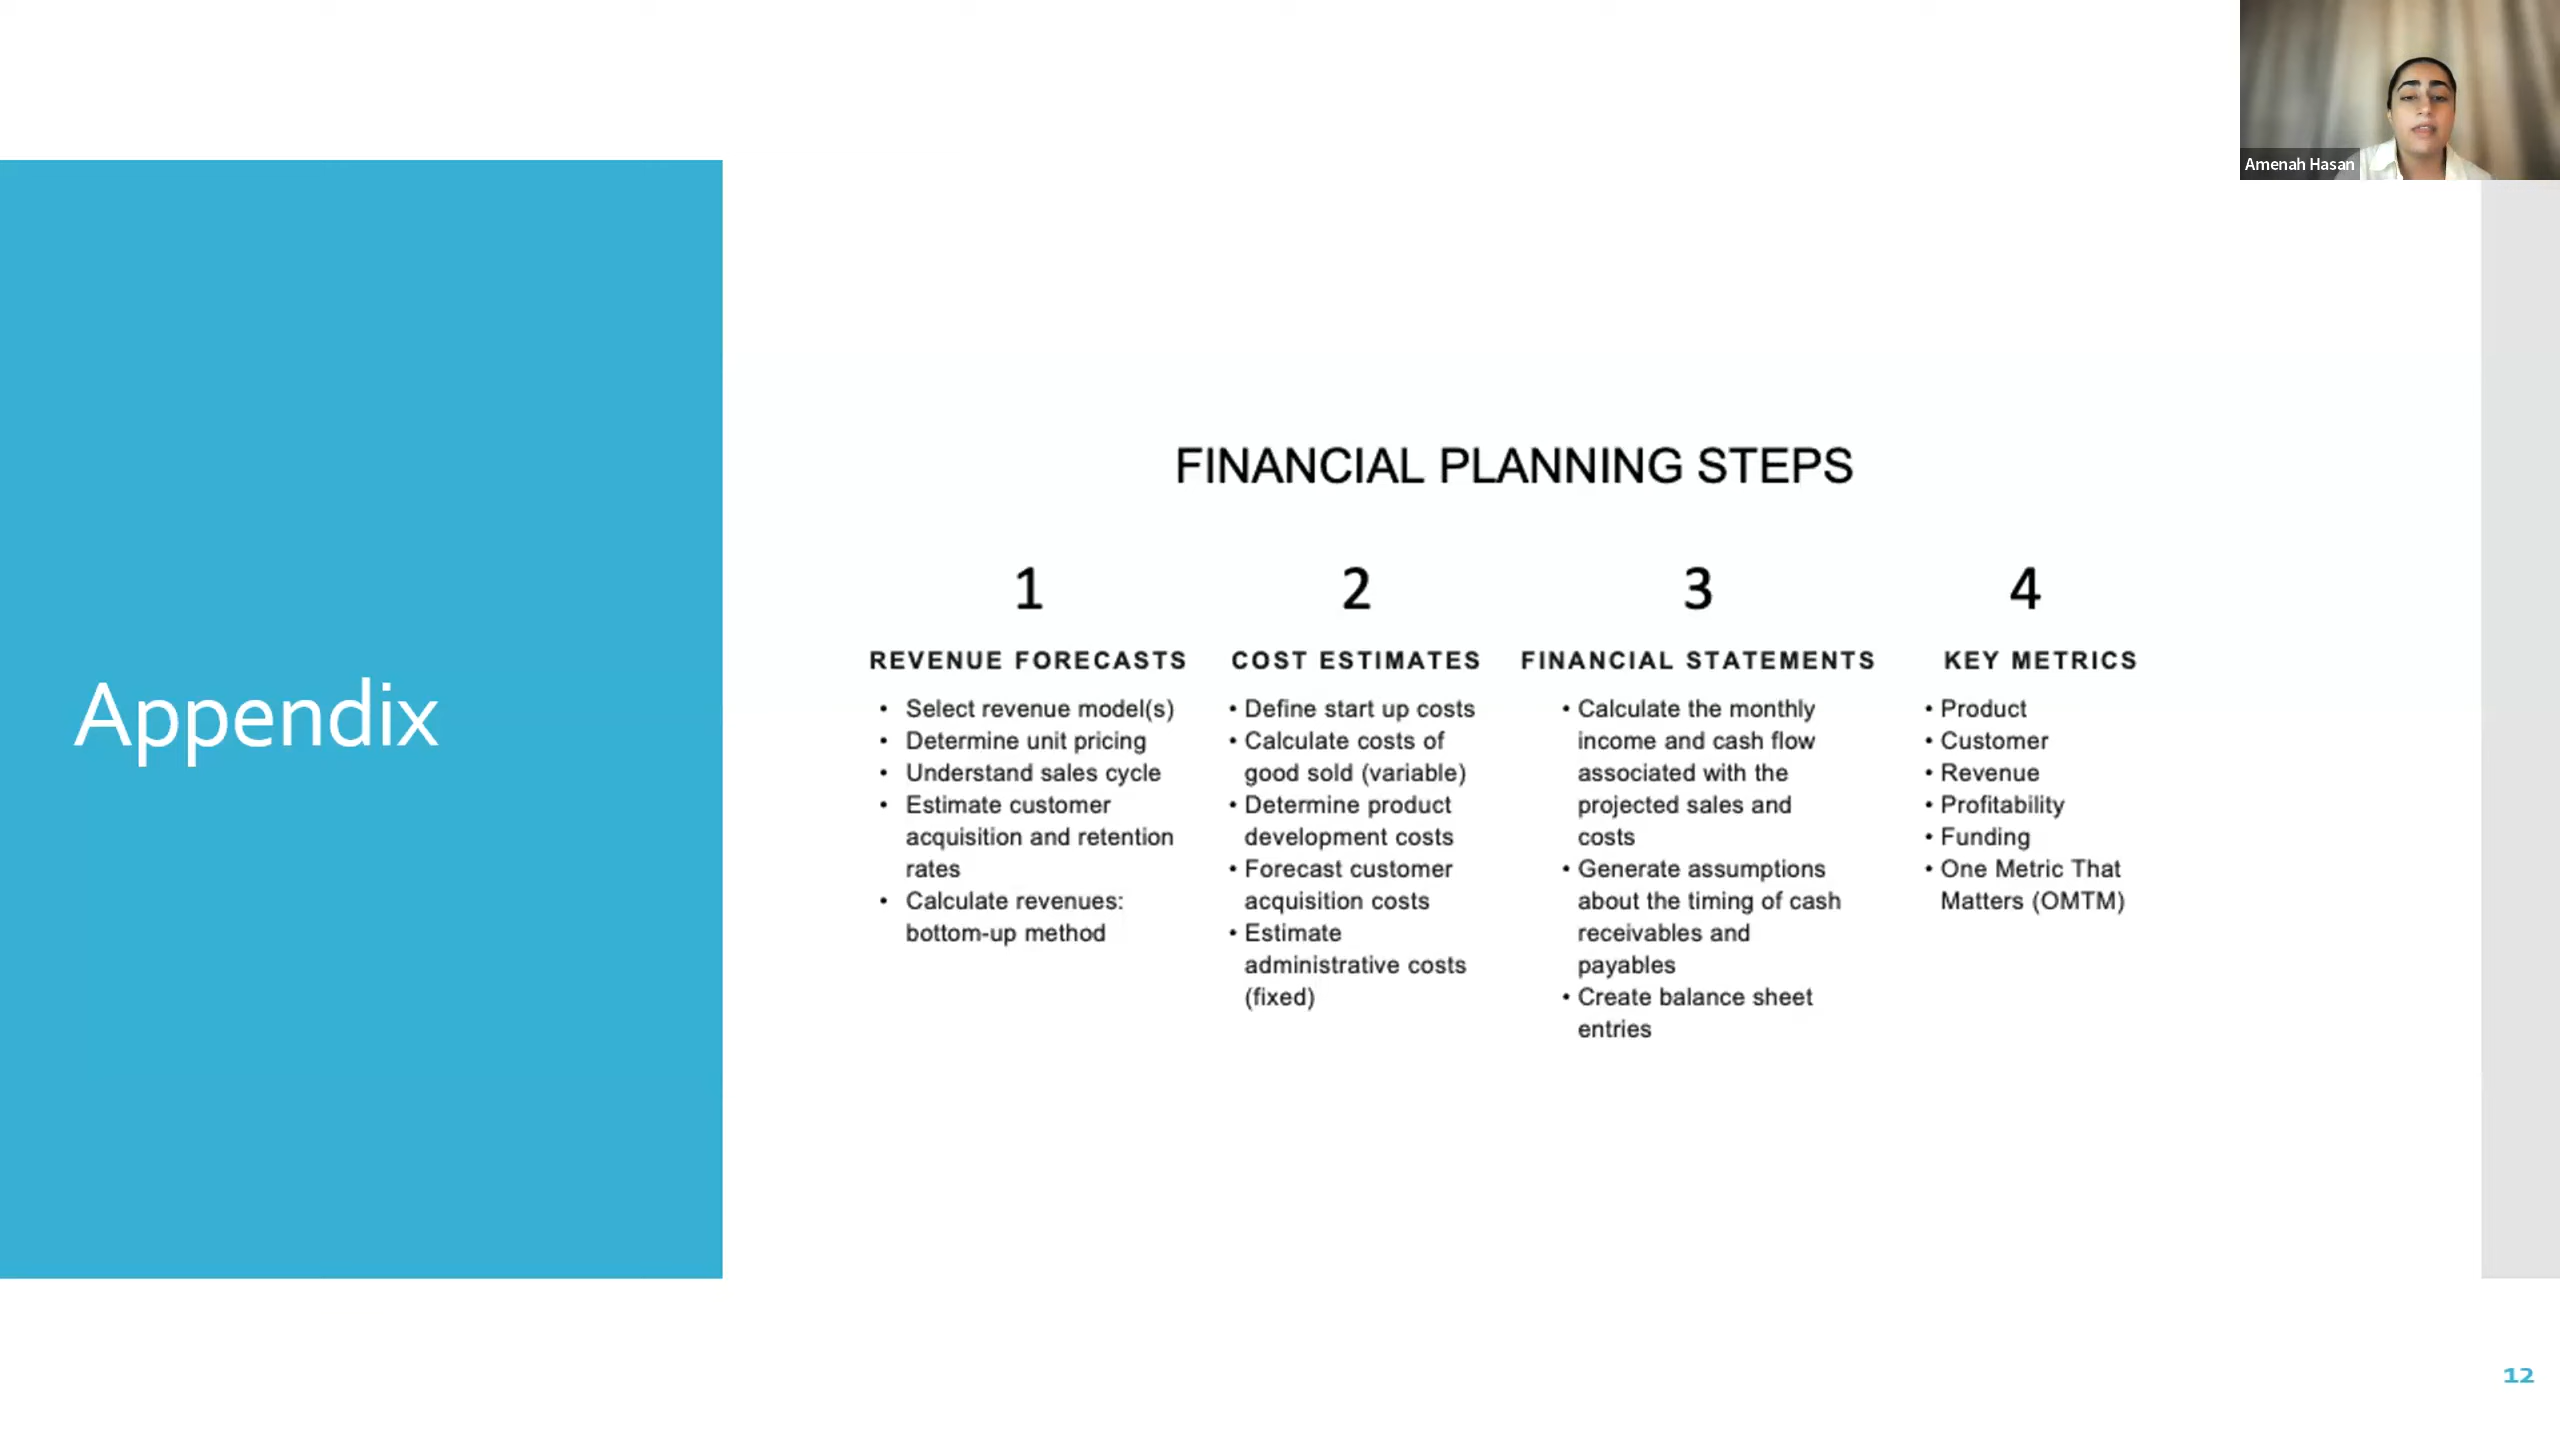 Amenah Hasan
Appendix
FINANCIAL PLANNING STEPS
1
REVENUE FORECASTS
• Select revenue model(s)
• Determine unit pricing
• Understand sales cycle
• Estimate customer
acquisition and retention
rates
• Calculate revenues:
bottom-up method
2
COST ESTIMATES
• Define start up costs
• Calculate costs of
good sold (variable)
• Determine product
development costs
• Forecast customer
acquisition costs
• Estimate
administrative costs
(fixed)
3
FINANCIAL STATEMENTS
• Calculate the monthly
income and cash flow
associated with the
projected sales and
costs
• Generate assumptions
about the timing of cash
receivables and
payables
• Create balance sheet
entries
4
KEY METRICS
• Product
• Customer
• Revenue
• Profitability
• Funding
• One Metric That
Matters (OMTM)
12